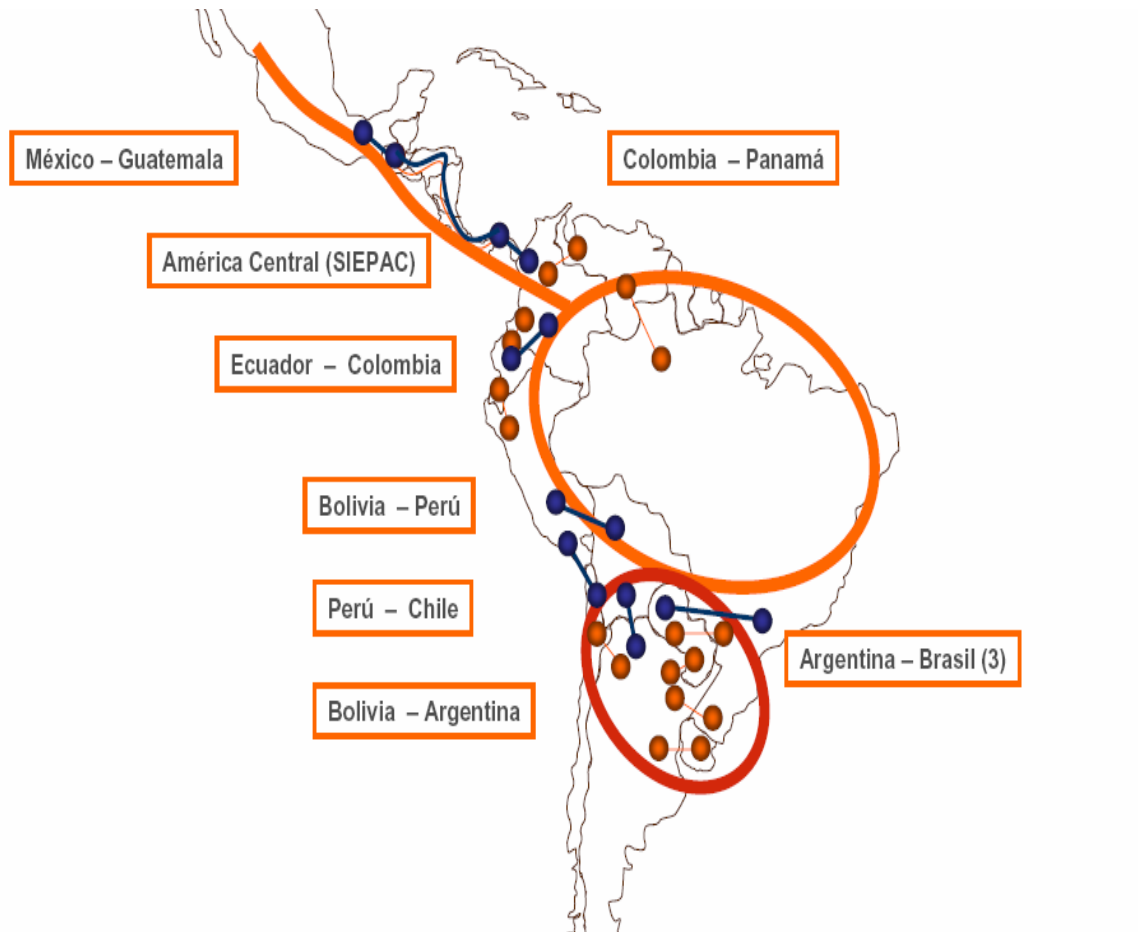 México – Guatemala
Colombia – Panamá
América Central (SIEPAC)
Ecuador – Colombia
Bolivia – Perú
Perú – Chile
Argentina – Brasil (3)
Bolivia – Argentina